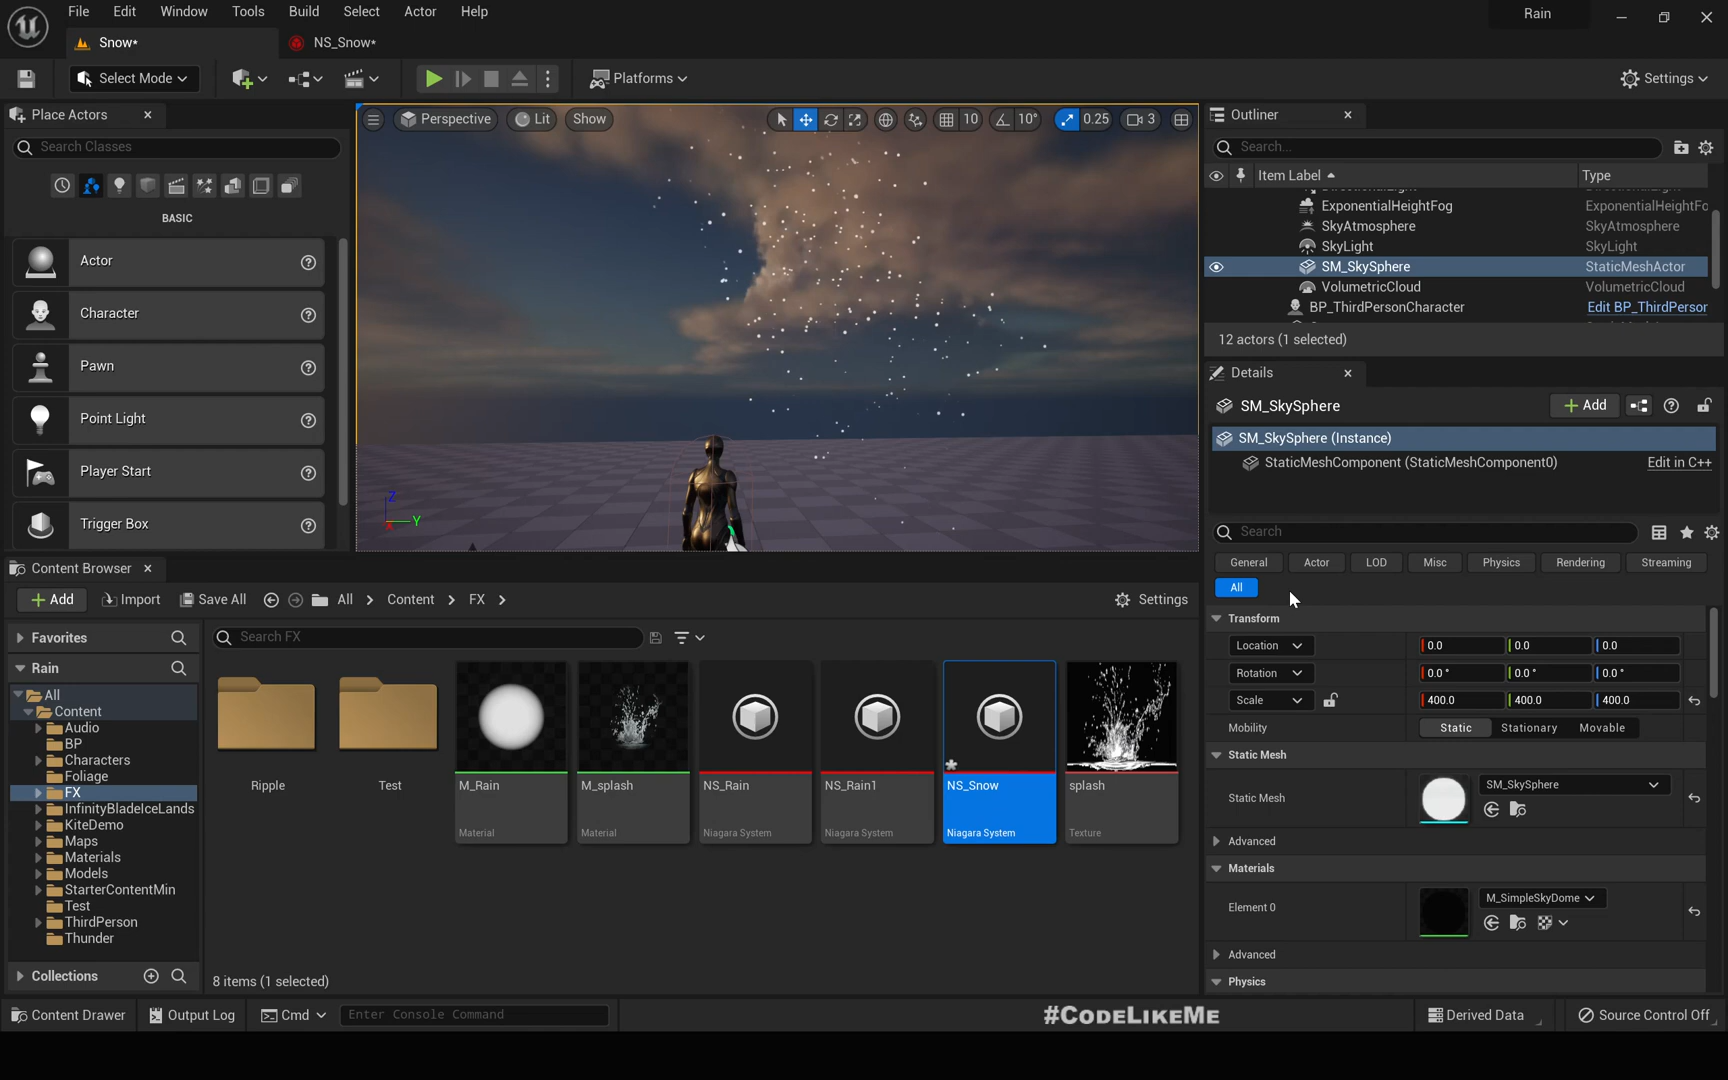 File Edit Window Tools Build Select Actor Help
Rain
Snow*
NS_Snow*
Select Mode
Platforms
Settings
Place Actors
Search Classes
BASIC
Actor
Character
Pawn
Point Light
Player Start
Trigger Box
Perspective
Lit
Show
10
10°
0.25
3
Z
Y
Outliner
Search...
Item Label
Type
ExponentialHeightFog ExponentialHeightFo
SkyAtmosphere SkyAtmosphere
SkyLight SkyLight
SM_SkySphere StaticMeshActor
VolumetricCloud VolumetricCloud
BP_ThirdPersonCharacter Edit BP_ThirdPerson
12 actors (1 selected)
Details
SM_SkySphere
Add
SM_SkySphere (Instance)
StaticMeshComponent (StaticMeshComponent0) Edit in C++
Search
General Actor LOD Misc Physics Rendering Streaming
All
Transform
Location 0.0 0.0 0.0
Rotation 0.0° 0.0° 0.0°
Scale 400.0 400.0 400.0
Mobility Static Stationary Movable
Static Mesh
Static Mesh SM_SkySphere
Advanced
Materials
Element 0 M_SimpleSkyDome
Advanced
Physics
Content Browser
Add Import Save All All Content FX Settings
Favorites
Rain
All
Content
Audio
BP
Characters
Foliage
FX
InfinityBladeIceLands
KiteDemo
Maps
Materials
Models
StarterContentMin
Test
ThirdPerson
Thunder
Collections
Search FX
Ripple
Test
M_Rain
Material
M_splash
Material
NS_Rain
Niagara System
NS_Rain1
Niagara System
NS_Snow
Niagara System
splash
Texture
8 items (1 selected)
Content Drawer Output Log Cmd Enter Console Command
#CODELIKEME
Derived Data Source Control Off